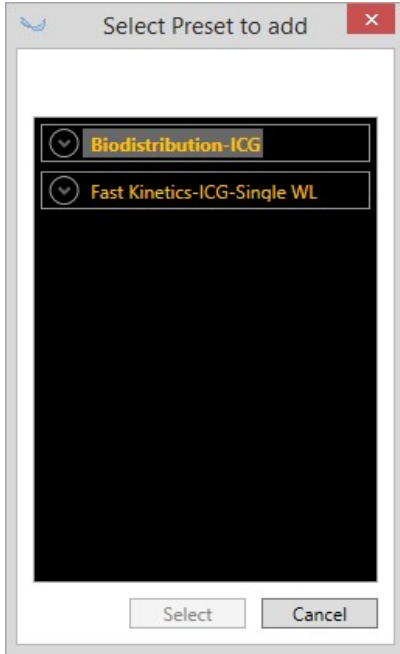 Select Preset to add
Biodistribution-ICG
Fast Kinetics-ICG-Single WL
Select
Cancel